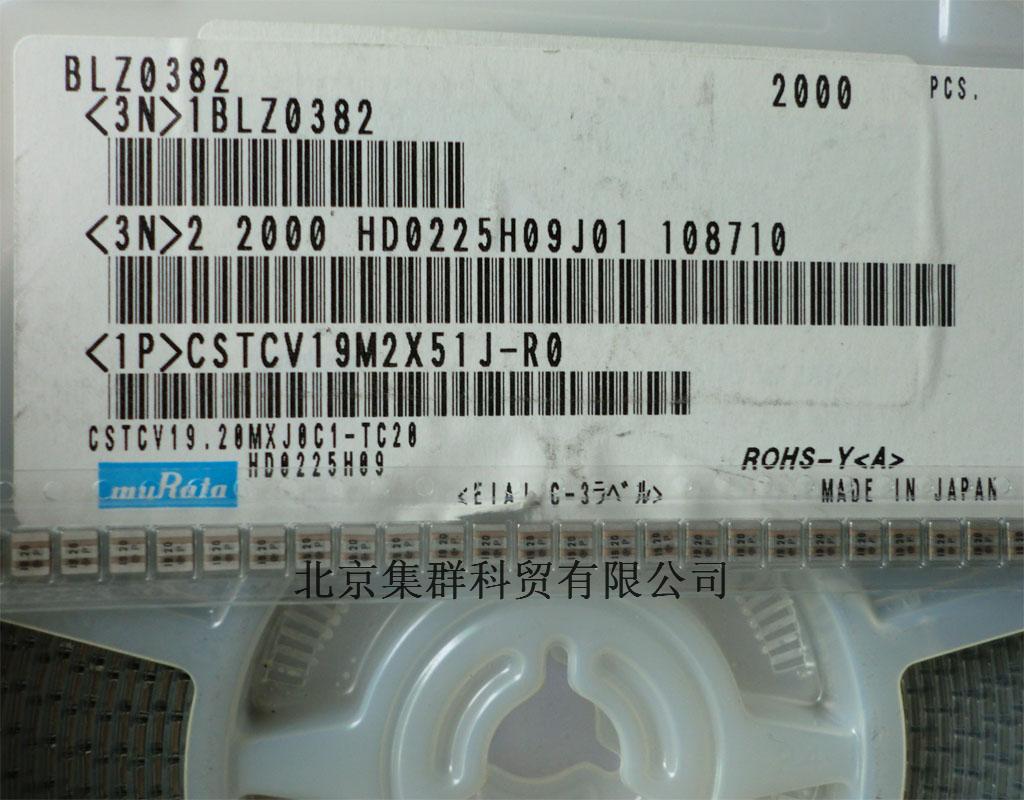 BLZ0382
2000 PCS.
<3N>1BLZ0382
<3N>2 2000 HD0225H09J01 108710
<1P>CSTCV19M2X51J-R0
CSTCV19.20MXJ0C1-TC20
HD0225H09
ROHS-Y<A>
muRata
<EIAJ C-3ラベル>
MADE IN JAPAN
北京集群科贸有限公司